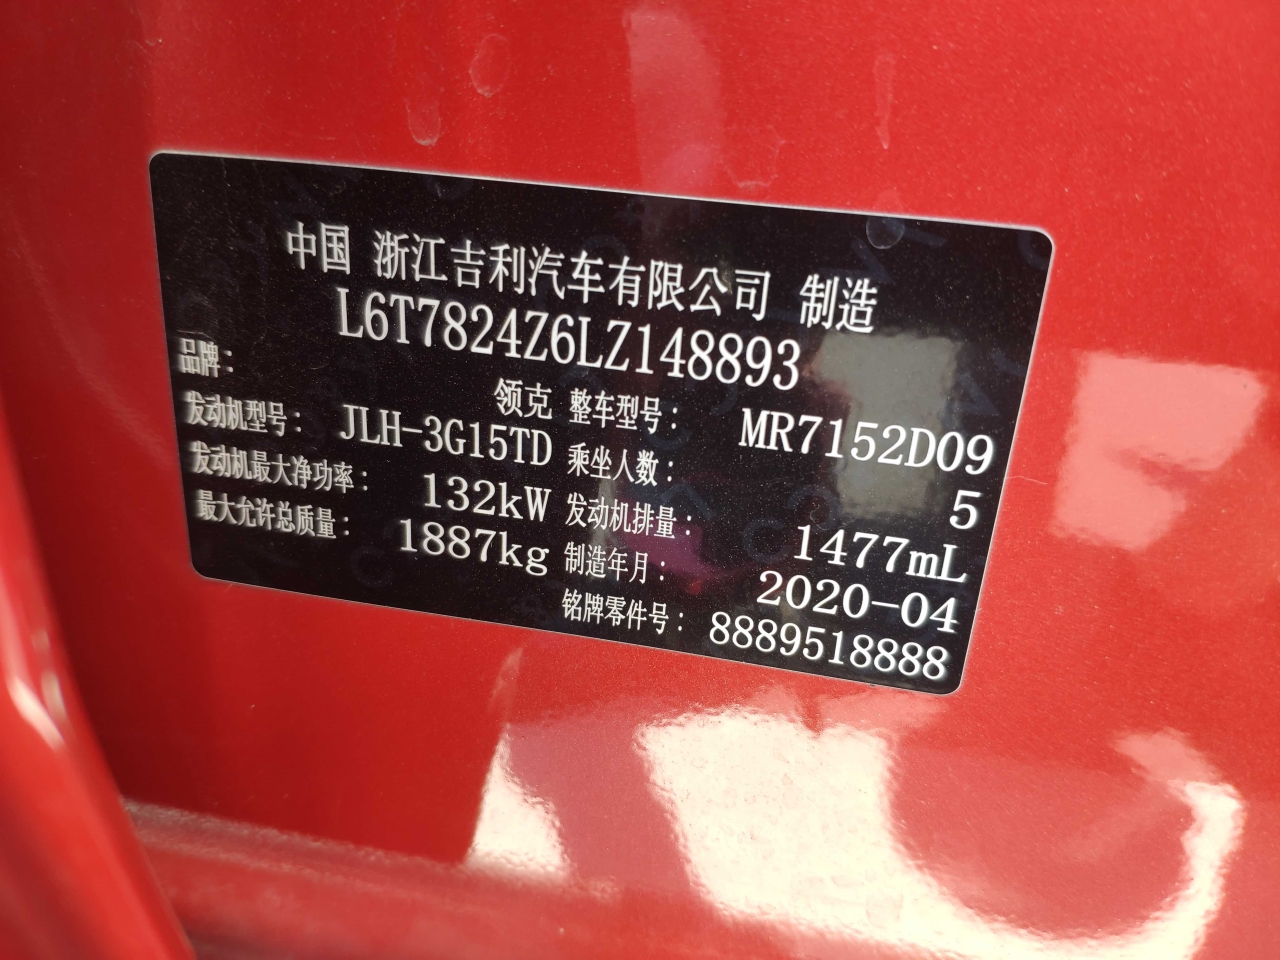 中国 浙江吉利汽车有限公司 制造
L6T7824Z6LZ148893
品牌: 领克 整车型号: MR7152D09
发动机型号: JLH-3G15TD 乘坐人数: 5
发动机最大净功率: 132kW 发动机排量: 1477mL
最大允许总质量: 1887kg 制造年月: 2020-04
铭牌零件号: 8889518888